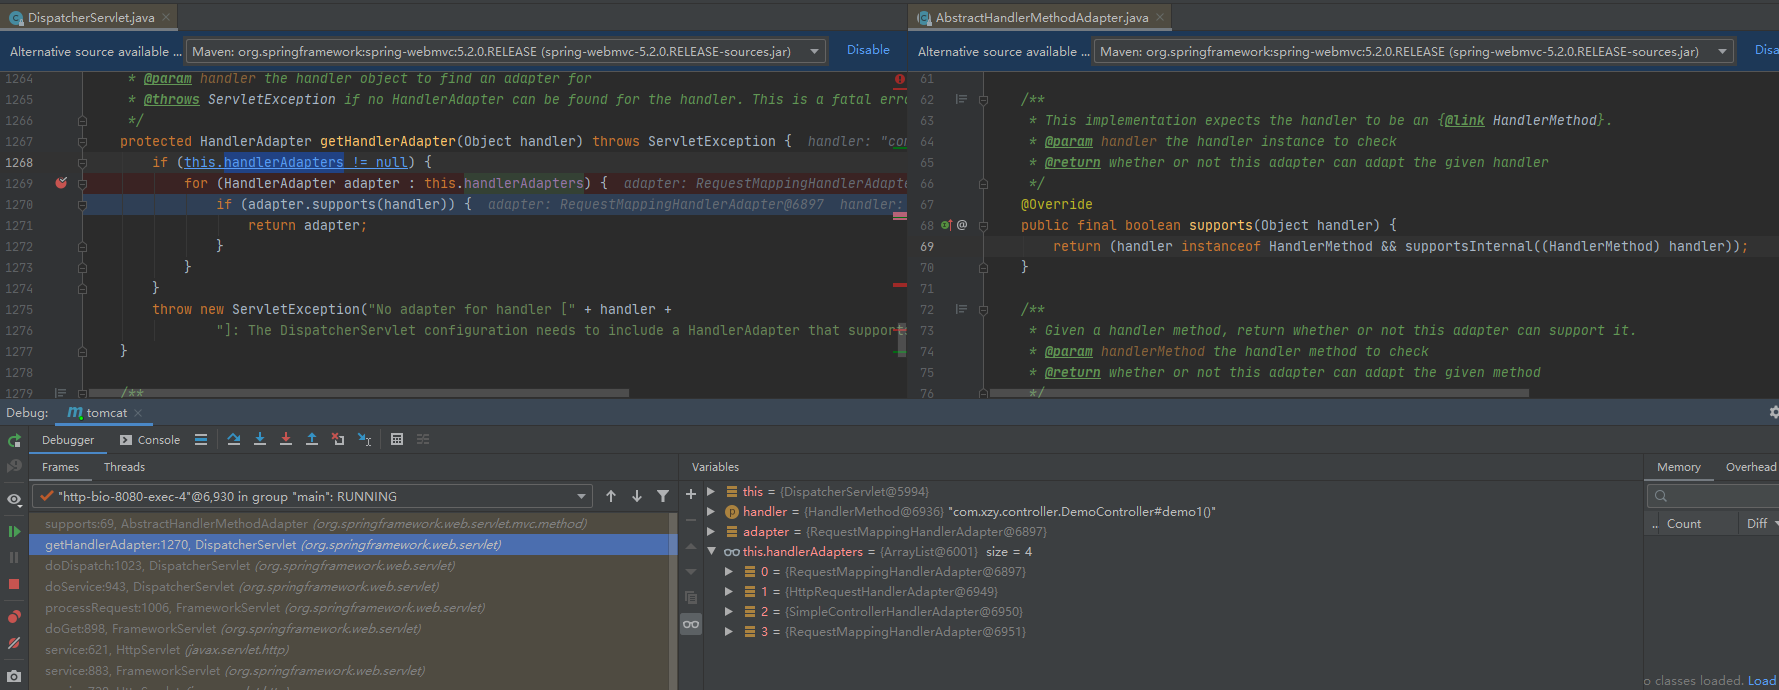 DispatcherServlet.java
AbstractHandlerMethodAdapter.java
Alternative source available ... Maven: org.springframework:spring-webmvc:5.2.0.RELEASE (spring-webmvc-5.2.0.RELEASE-sources.jar) Disable
Alternative source available ... Maven: org.springframework:spring-webmvc:5.2.0.RELEASE (spring-webmvc-5.2.0.RELEASE-sources.jar) Disa
1264 * @param handler the handler object to find an adapter for
1265 * @throws ServletException if no HandlerAdapter can be found for the handler. This is a fatal erro
1266 */
1267 protected HandlerAdapter getHandlerAdapter(Object handler) throws ServletException { handler: "com
1268 if (this.handlerAdapters != null) {
1269 for (HandlerAdapter adapter : this.handlerAdapters) { adapter: RequestMappingHandlerAdapte
1270 if (adapter.supports(handler)) { adapter: RequestMappingHandlerAdapter@6897 handler:
1271 return adapter;
1272 }
1273 }
1274 }
1275 throw new ServletException("No adapter for handler [" + handler +
1276 "]: The DispatcherServlet configuration needs to include a HandlerAdapter that support
1277 }
1278
1279 /**
61
62 /**
63 * This implementation expects the handler to be an {@link HandlerMethod}.
64 * @param handler the handler instance to check
65 * @return whether or not this adapter can adapt the given handler
66 */
67 @Override
68 @ public final boolean supports(Object handler) {
69 return (handler instanceof HandlerMethod && supportsInternal((HandlerMethod) handler));
70 }
71
72 /**
73 * Given a handler method, return whether or not this adapter can support it.
74 * @param handlerMethod the handler method to check
75 * @return whether or not this adapter can adapt the given method
76 */
Debug: tomcat
Debugger Console
Frames Threads
"http-bio-8080-exec-4"@6,930 in group "main": RUNNING
supports:69, AbstractHandlerMethodAdapter (org.springframework.web.servlet.mvc.method)
getHandlerAdapter:1270, DispatcherServlet (org.springframework.web.servlet)
doDispatch:1023, DispatcherServlet (org.springframework.web.servlet)
doService:943, DispatcherServlet (org.springframework.web.servlet)
processRequest:1006, FrameworkServlet (org.springframework.web.servlet)
doGet:898, FrameworkServlet (org.springframework.web.servlet)
service:621, HttpServlet (javax.servlet.http)
service:883, FrameworkServlet (org.springframework.web.servlet)
Variables
this = {DispatcherServlet@5994}
handler = {HandlerMethod@6936} "com.xzy.controller.DemoController#demo1()"
adapter = {RequestMappingHandlerAdapter@6897}
this.handlerAdapters = {ArrayList@6001} size = 4
0 = {RequestMappingHandlerAdapter@6897}
1 = {HttpRequestHandlerAdapter@6949}
2 = {SimpleControllerHandlerAdapter@6950}
3 = {RequestMappingHandlerAdapter@6951}
Memory Overhead
.. Count Diff
o classes loaded. Load